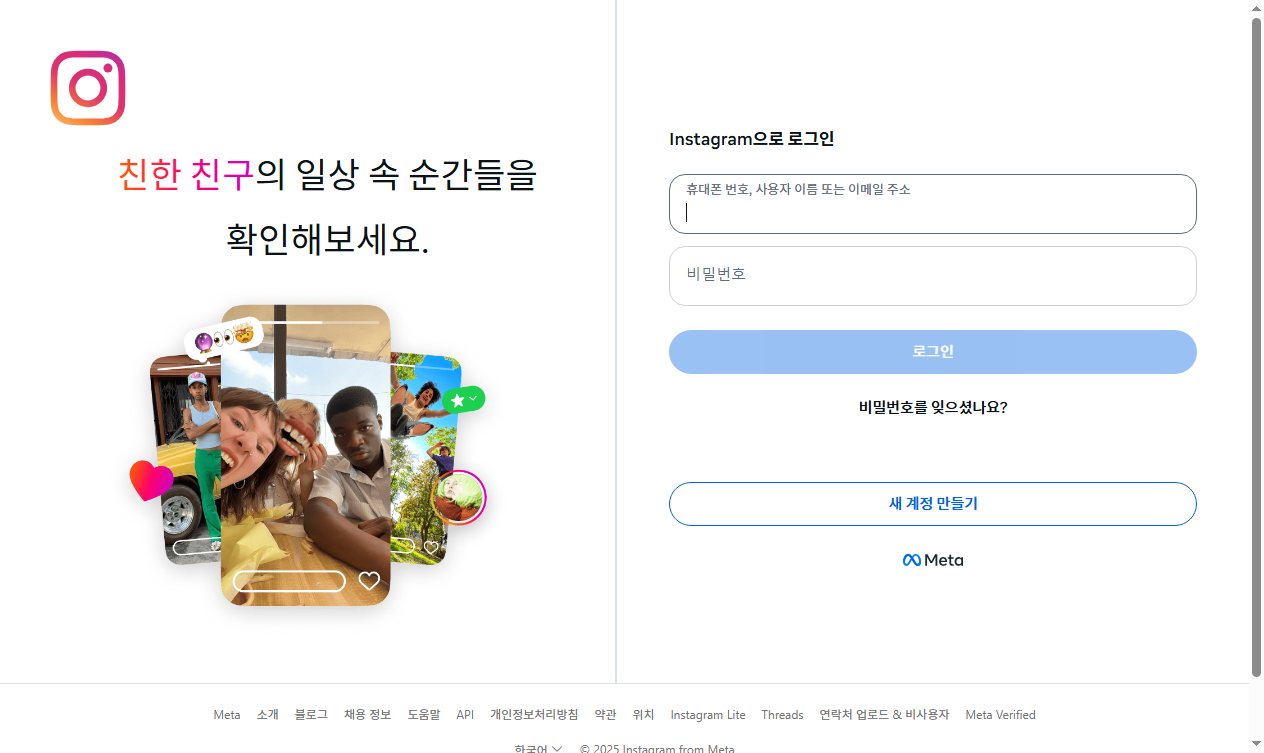 친한 친구의 일상 속 순간들을
확인해보세요.
Instagram으로 로그인
휴대폰 번호, 사용자 이름 또는 이메일 주소
비밀번호
로그인
비밀번호를 잊으셨나요?
새 계정 만들기
Meta
Meta 소개 블로그 채용 정보 도움말 API 개인정보처리방침 약관 위치 Instagram Lite Threads 연락처 업로드 & 비사용자 Meta Verified
한국어 © 2025 Instagram from Meta